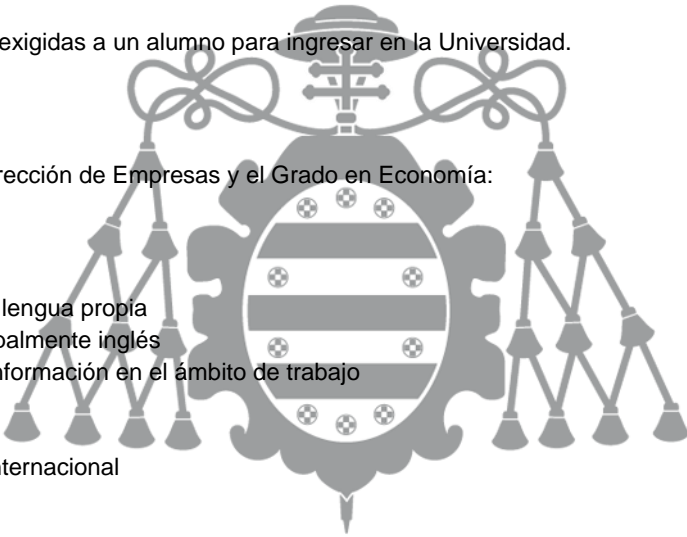 exigidas a un alumno para ingresar en la Universidad.
rección de Empresas y el Grado en Economía:
lengua propia
palmente inglés
nformación en el ámbito de trabajo
nternacional